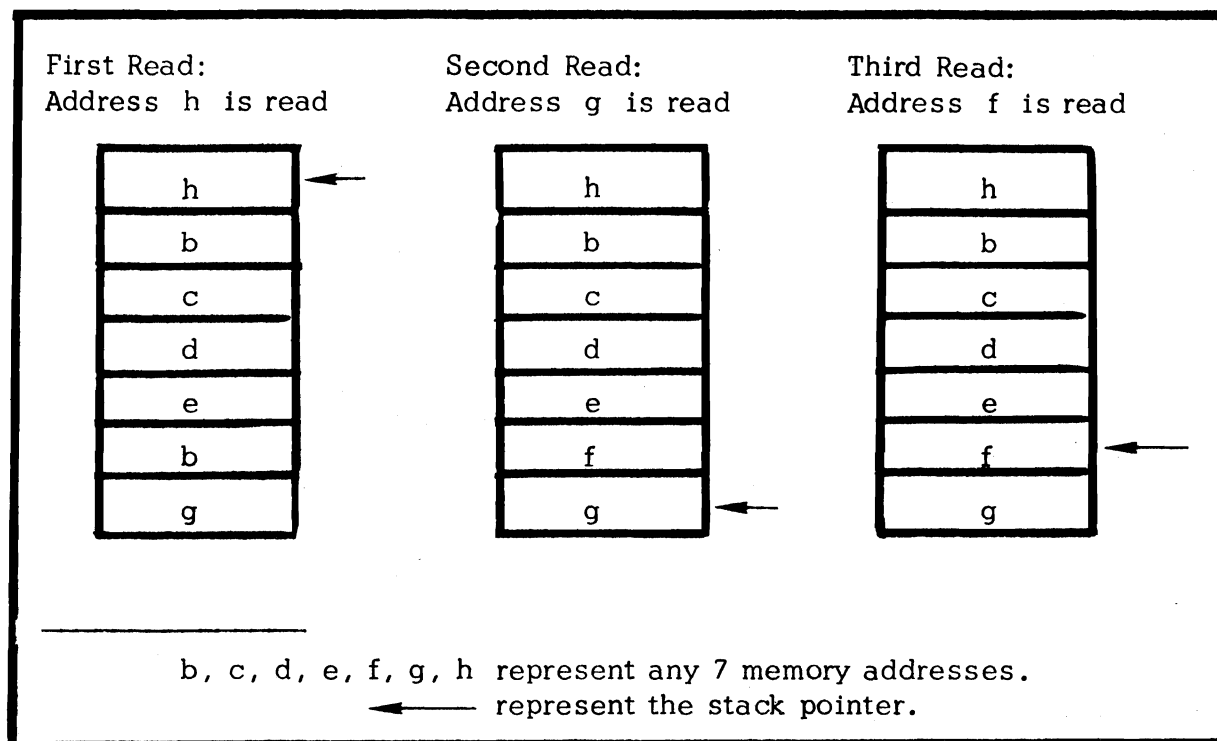 First Read:
Address h is read
h
b
c
d
e
b
g
Second Read:
Address g is read
h
b
c
d
e
f
g
Third Read:
Address f is read
h
b
c
d
e
f
g
b, c, d, e, f, g, h represent any 7 memory addresses.
represent the stack pointer.